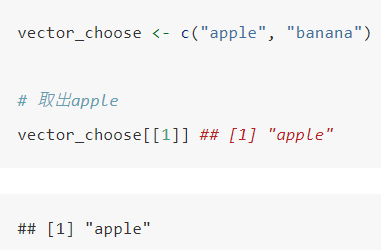 vector_choose <- c("apple", "banana")
# 取出apple
vector_choose[[1]] ## [1] "apple"
## [1] "apple"